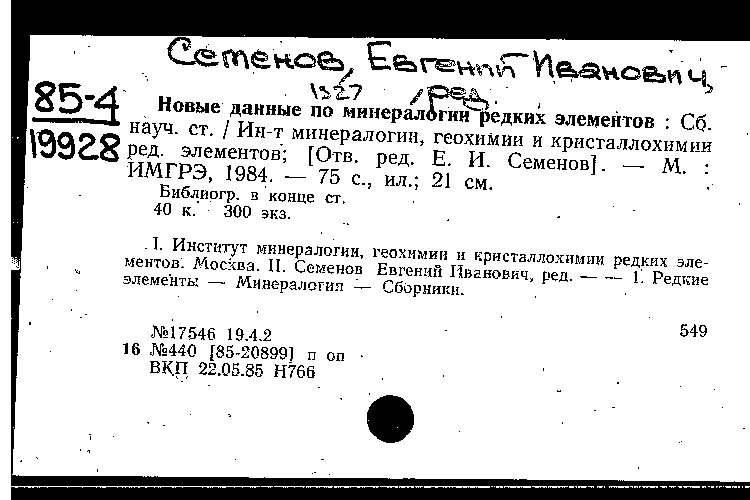 Семенов, Евгений Иванович,
1327 / ред.
85-4
19928
Новые данные по минералогии редких элементов : Сб.
науч. ст. / Ин-т минералогии, геохимии и кристаллохимии
ред. элементов; [Отв. ред. Е. И. Семенов]. — М. :
ИМГРЭ, 1984. — 75 с., ил.; 21 см.
Библиогр. в конце ст.
40 к. 300 экз.
I. Институт минералогии, геохимии и кристаллохимии редких эле-
ментов. Москва. II. Семенов Евгений Иванович, ред. — — 1. Редкие
элементы — Минералогия — Сборники.
№17546 19.4.2
549
16 №440 [85-20899] п оп
ВКП 22.05.85 Н766